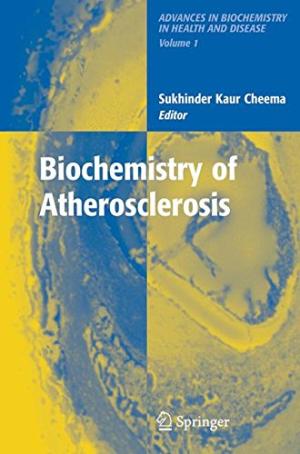 ADVANCES IN BIOCHEMISTRY
IN HEALTH AND DISEASE
Volume 1
Sukhinder Kaur Cheema
Editor
Biochemistry of
Atherosclerosis
Springer